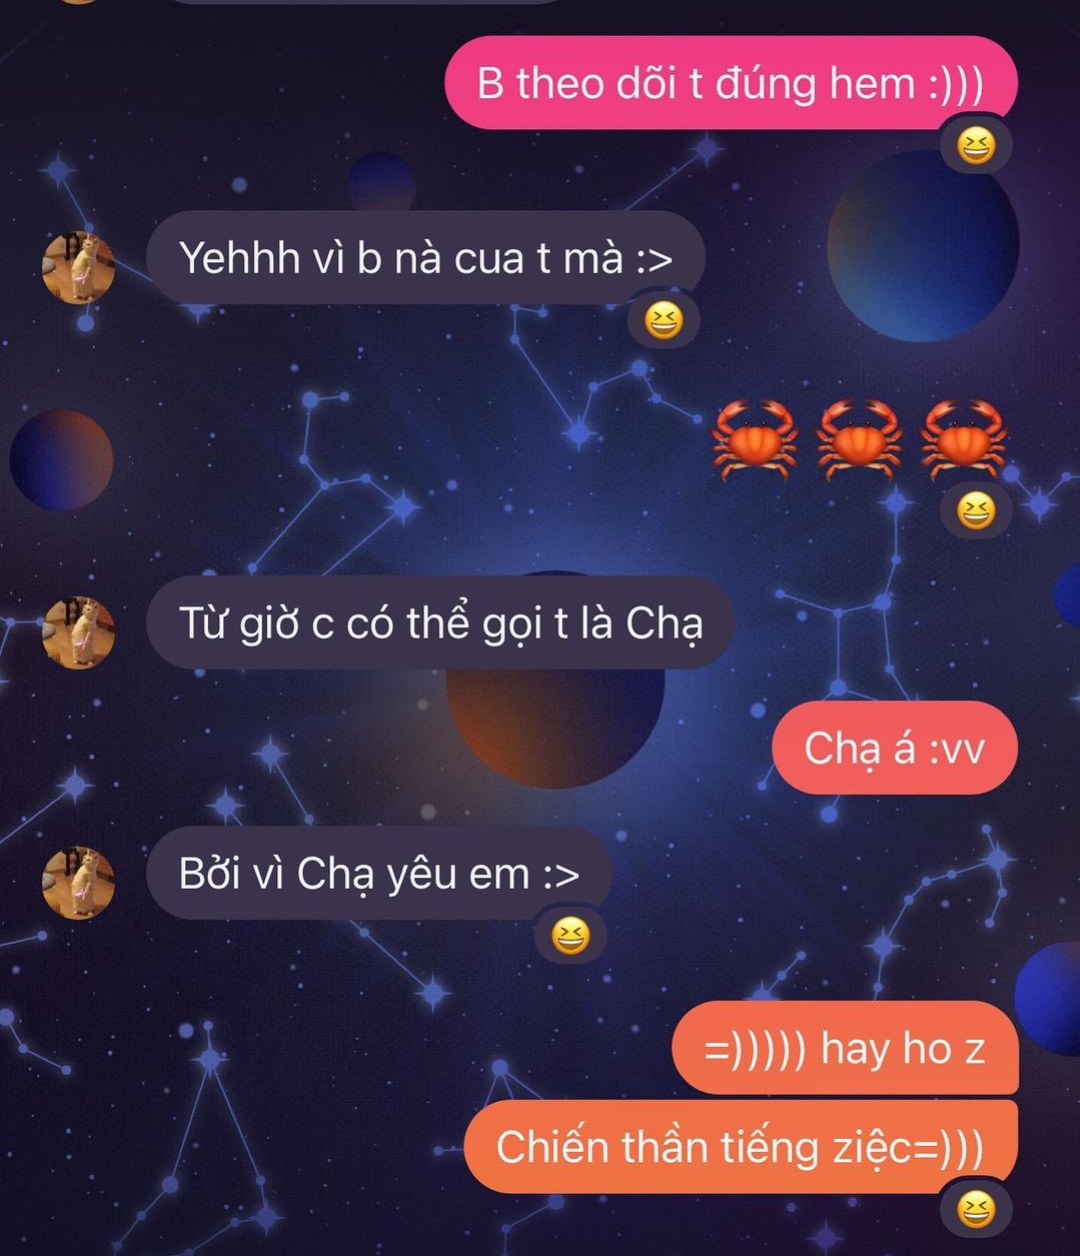 B theo dõi t đúng hem :)))
Yehhh vì b nà cua t mà :>
Từ giờ c có thể gọi t là Chạ
Chạ á :vv
Bởi vì Chạ yêu em :>
=))))) hay ho z
Chiến thần tiếng ziệc=)))